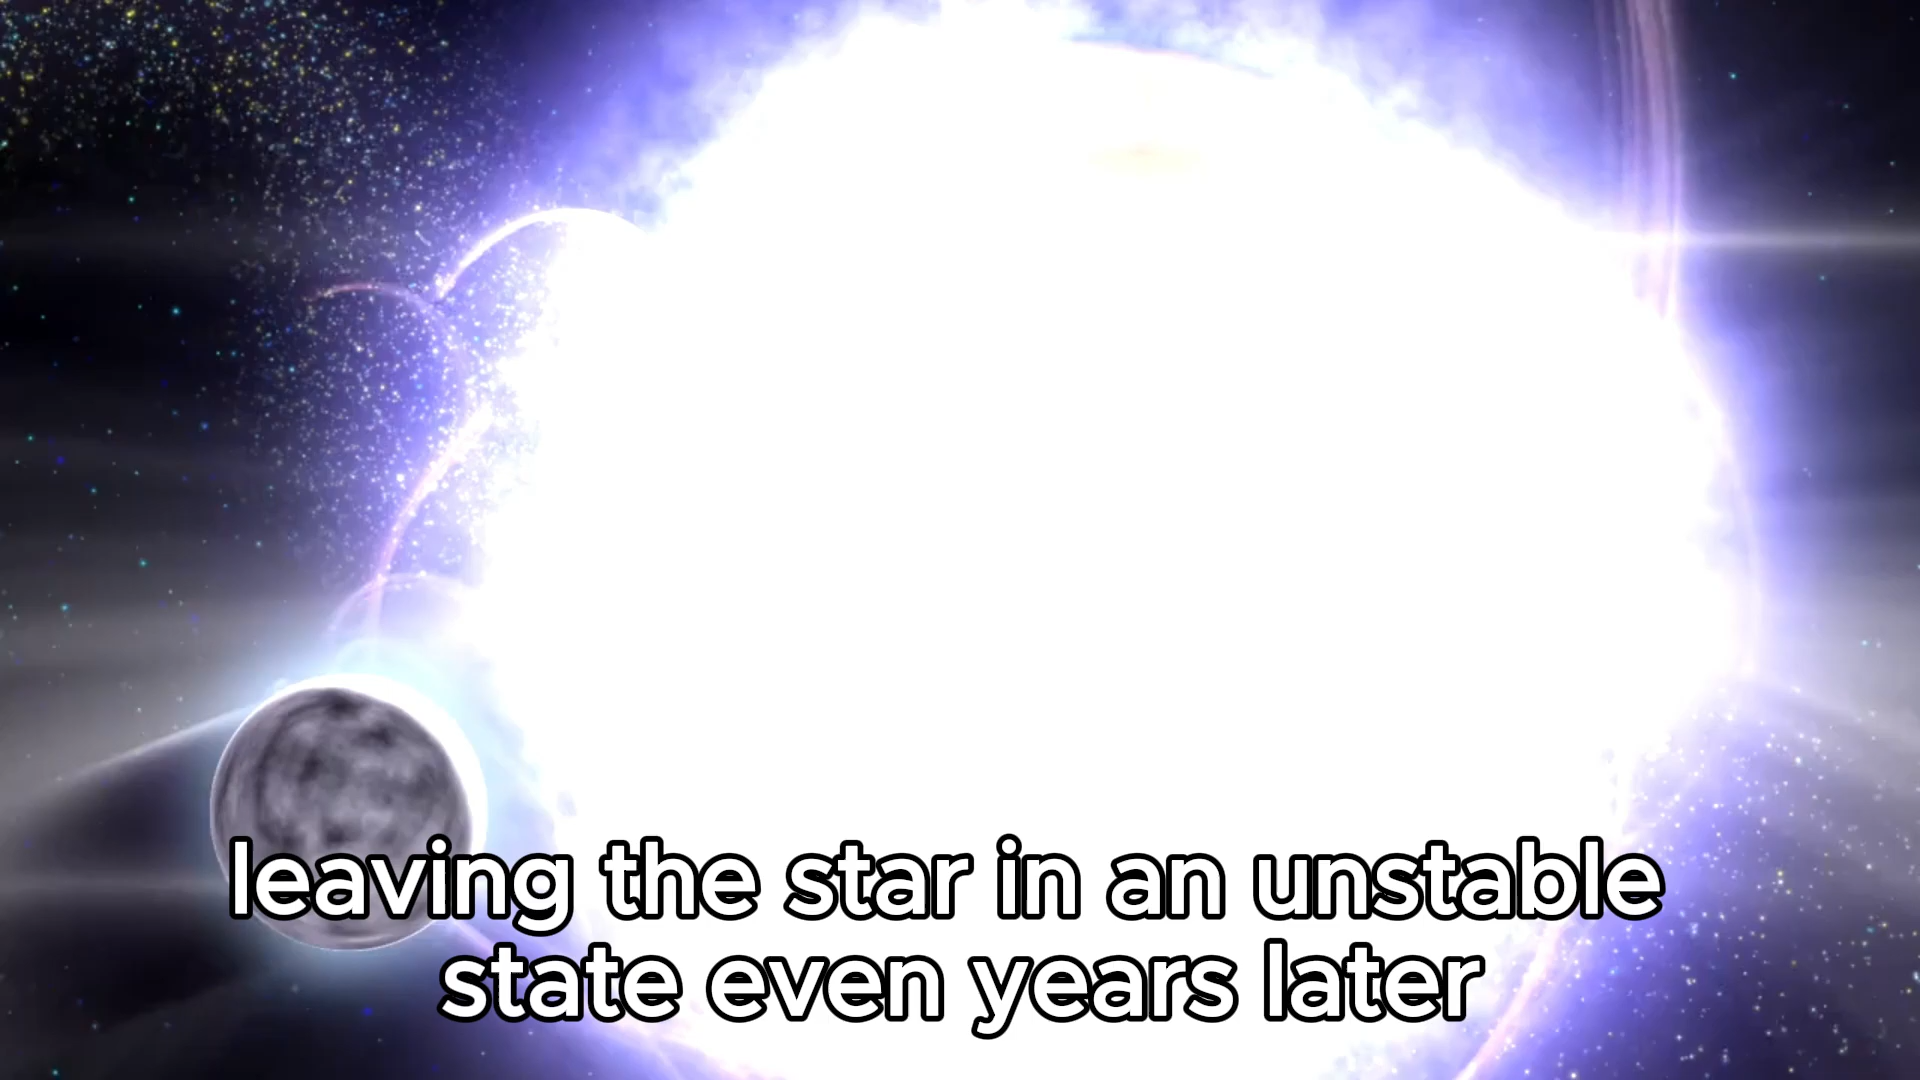 leaving the star in an unstable
state even years later